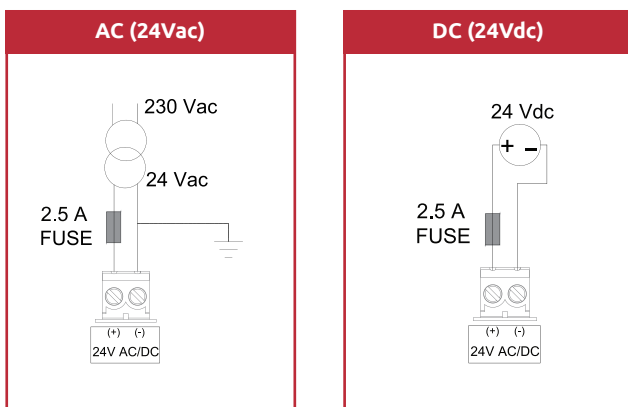 AC (24Vac)
230 Vac
24 Vac
2.5 A
FUSE
(+) (-)
24V AC/DC
DC (24Vdc)
24 Vdc
+ -
2.5 A
FUSE
(+) (-)
24V AC/DC